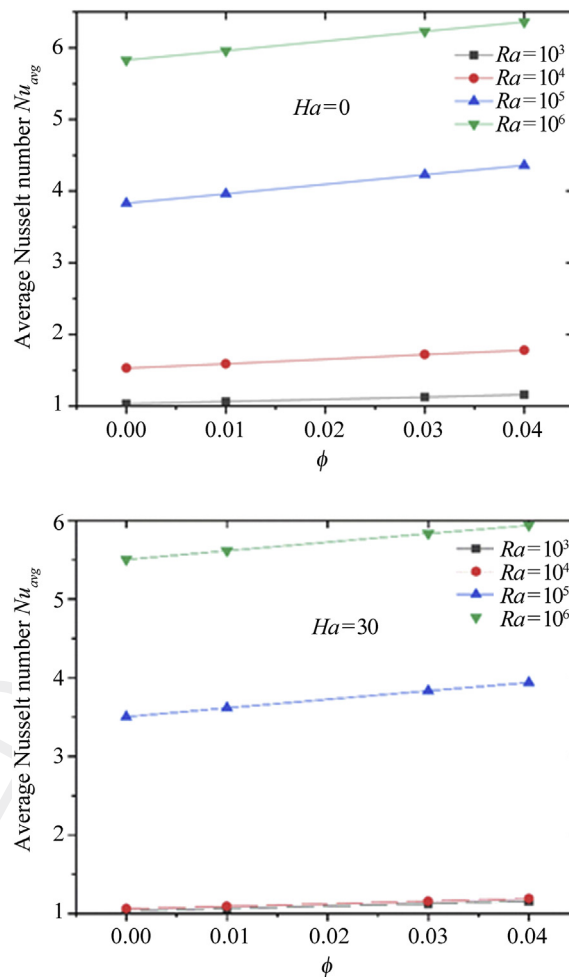 6
5
4
3
2
1
Average Nusselt number Nu_avg
Ha=0
Ra=10³
Ra=10⁴
Ra=10⁵
Ra=10⁶
0.00 0.01 0.02 0.03 0.04
ϕ
6
5
4
3
2
1
Average Nusselt number Nu_avg
Ha=30
Ra=10³
Ra=10⁴
Ra=10⁵
Ra=10⁶
0.00 0.01 0.02 0.03 0.04
ϕ